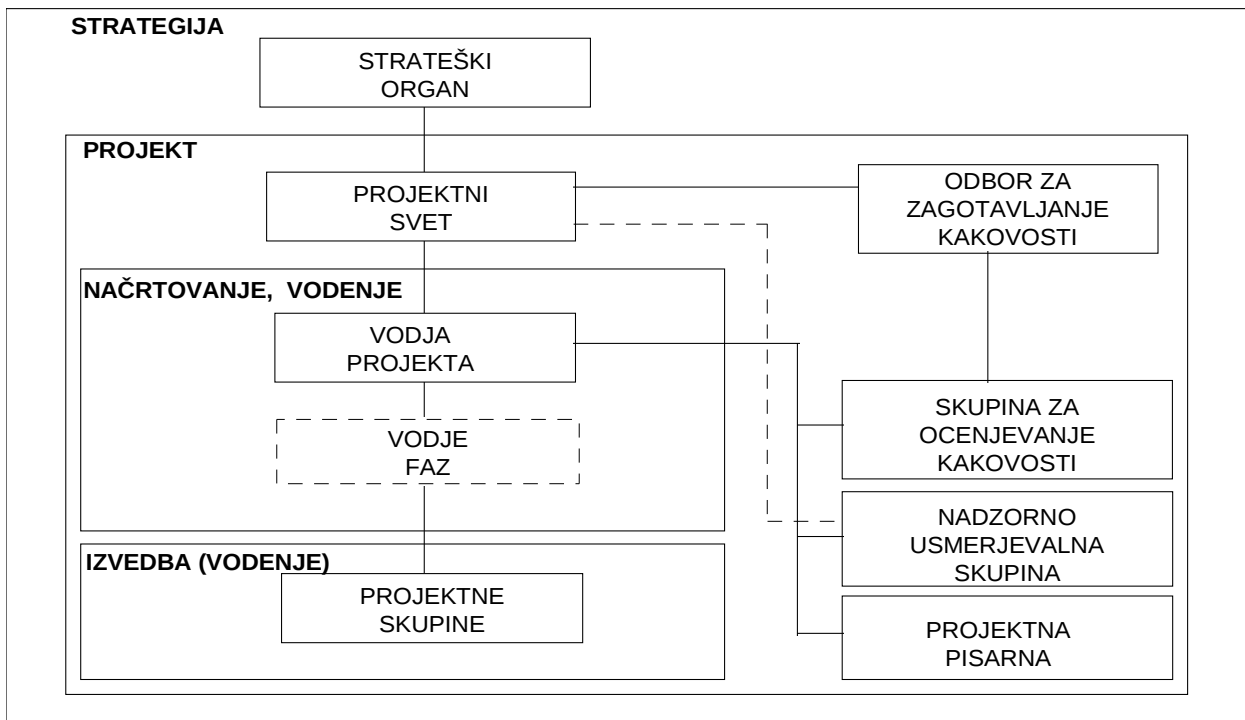 STRATEGIJA
STRATEŠKI
ORGAN
PROJEKT
PROJEKTNI
SVET
ODBOR ZA
ZAGOTAVLJANJE
KAKOVOSTI
NAČRTOVANJE, VODENJE
VODJA
PROJEKTA
VODJE
FAZ
SKUPINA ZA
OCENJEVANJE
KAKOVOSTI
NADZORNO
USMERJEVALNA
SKUPINA
IZVEDBA (VODENJE)
PROJEKTNE
SKUPINE
PROJEKTNA
PISARNA